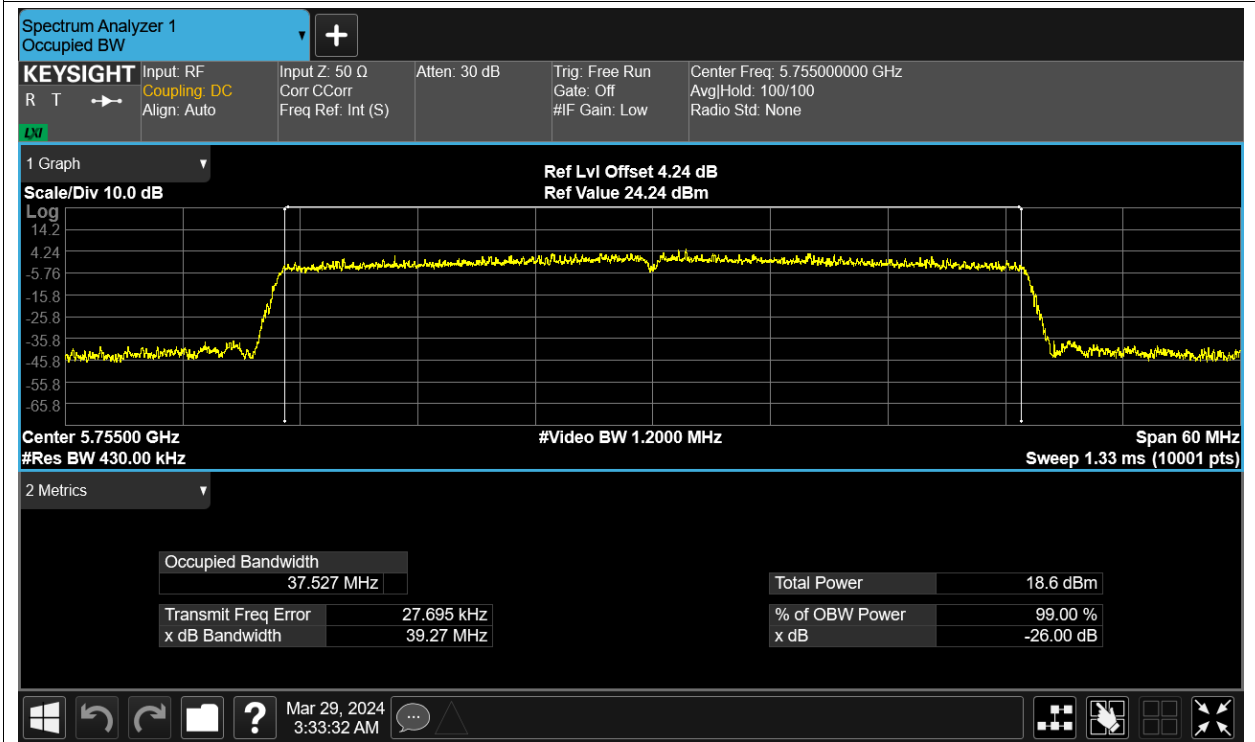 Spectrum Analyzer 1
Occupied BW
KEYSIGHT
R T
LXI
Input: RF
Coupling: DC
Align: Auto
Input Z: 50 Ω
Corr CCorr
Freq Ref: Int (S)
Atten: 30 dB
Trig: Free Run
Gate: Off
#IF Gain: Low
Center Freq: 5.755000000 GHz
Avg|Hold: 100/100
Radio Std: None
1 Graph
Scale/Div 10.0 dB
Ref Lvl Offset 4.24 dB
Ref Value 24.24 dBm
Log
14.2
4.24
-5.76
-15.8
-25.8
-35.8
-45.8
-55.8
-65.8
Center 5.75500 GHz
#Video BW 1.2000 MHz
Span 60 MHz
#Res BW 430.00 kHz
Sweep 1.33 ms (10001 pts)
2 Metrics
Occupied Bandwidth
37.527 MHz
Transmit Freq Error 27.695 kHz
x dB Bandwidth 39.27 MHz
Total Power 18.6 dBm
% of OBW Power 99.00 %
x dB -26.00 dB
?
Mar 29, 2024
3:33:32 AM